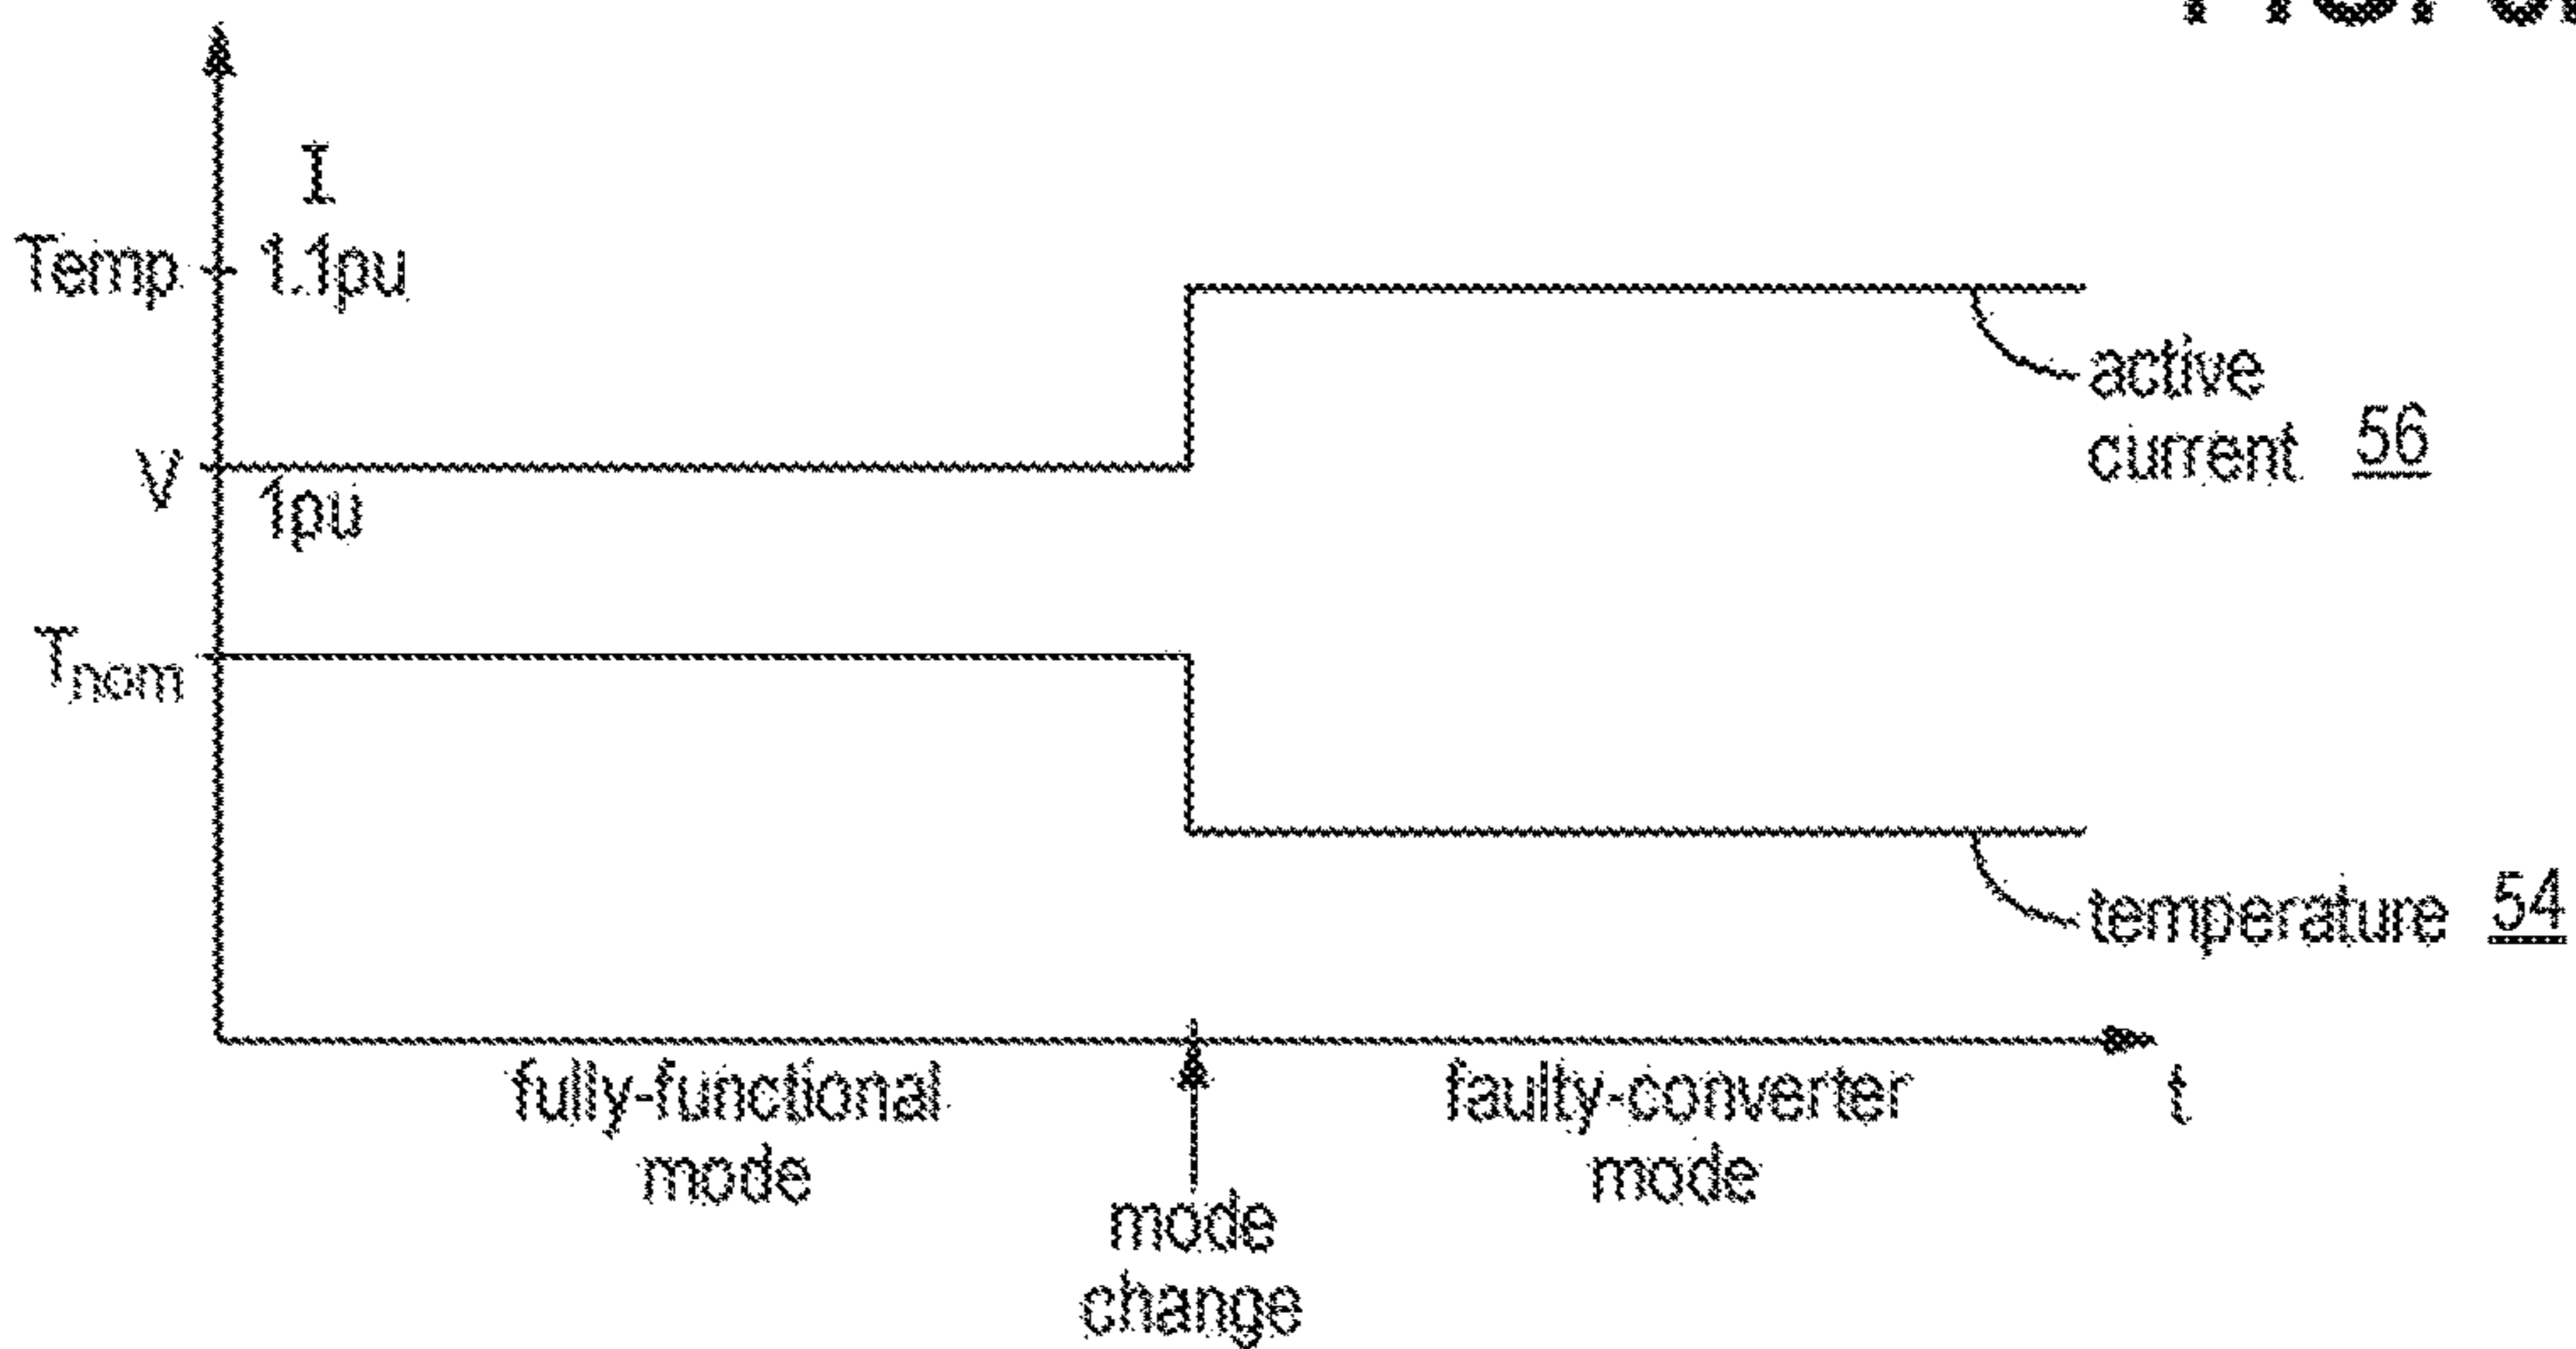 I
Temp 1.1pu
active
current 56
V
1pu
Tnom
temperature 54
fully-functional
mode
faulty-converter
mode
t
mode
change